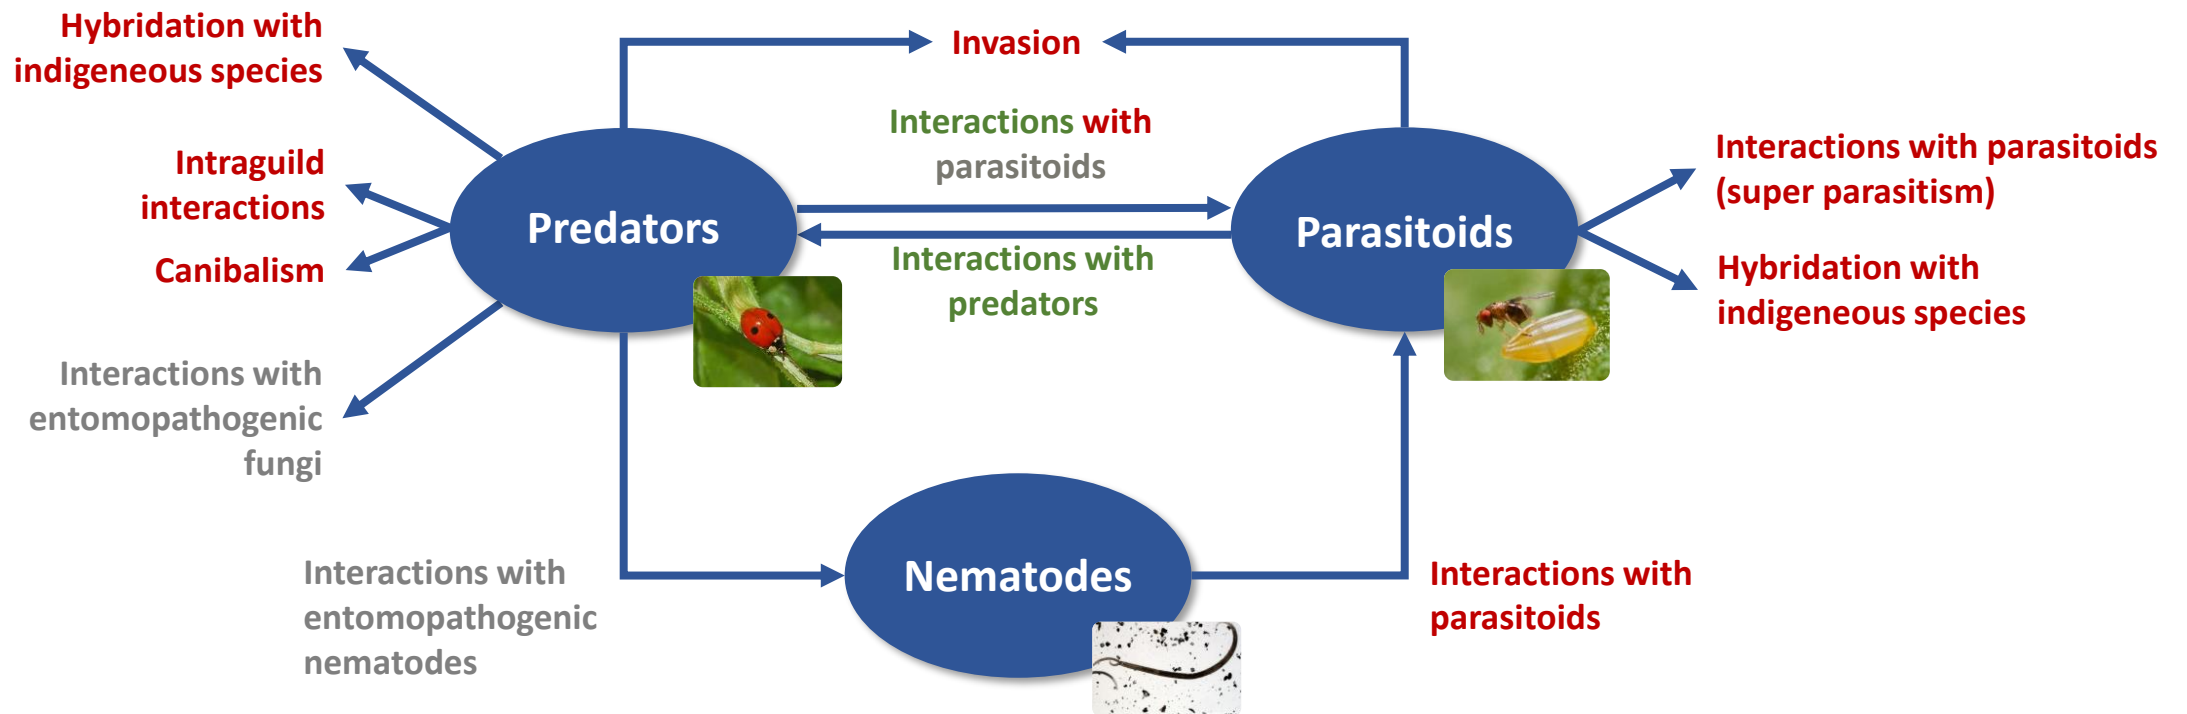 Hybridation with
indigeneous species
Invasion
Interactions with
parasitoids
Intraguild
interactions
Canibalism
Predators
Parasitoids
Interactions with parasitoids
(super parasitism)
Interactions with
predators
Hybridation with
indigeneous species
Interactions with
entomopathogenic
fungi
Interactions with
entomopathogenic
nematodes
Nematodes
Interactions with
parasitoids